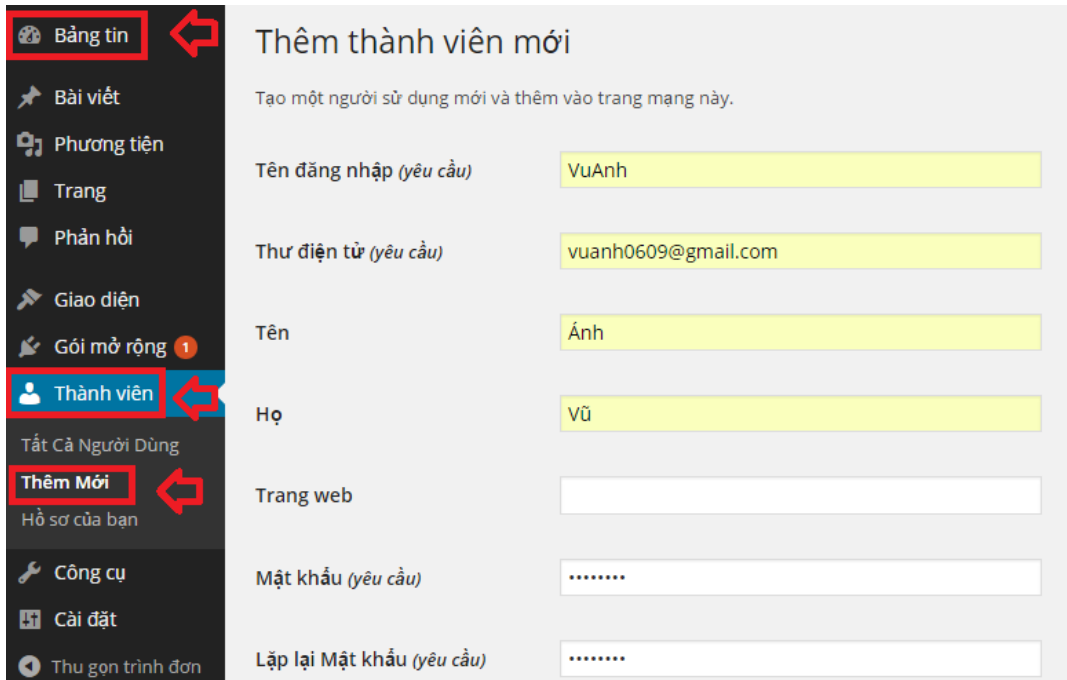 Bảng tin
Bài viết
Phương tiện
Trang
Phản hồi
Giao diện
Gói mở rộng 1
Thành viên
Tất Cả Người Dùng
Thêm Mới
Hồ sơ của bạn
Công cụ
Cài đặt
Thu gọn trình đơn
Thêm thành viên mới
Tạo một người sử dụng mới và thêm vào trang mạng này.
Tên đăng nhập (yêu cầu) VuAnh
Thư điện tử (yêu cầu) vuanh0609@gmail.com
Tên Ánh
Họ Vũ
Trang web
Mật khẩu (yêu cầu) ••••••••
Lặp lại Mật khẩu (yêu cầu) ••••••••